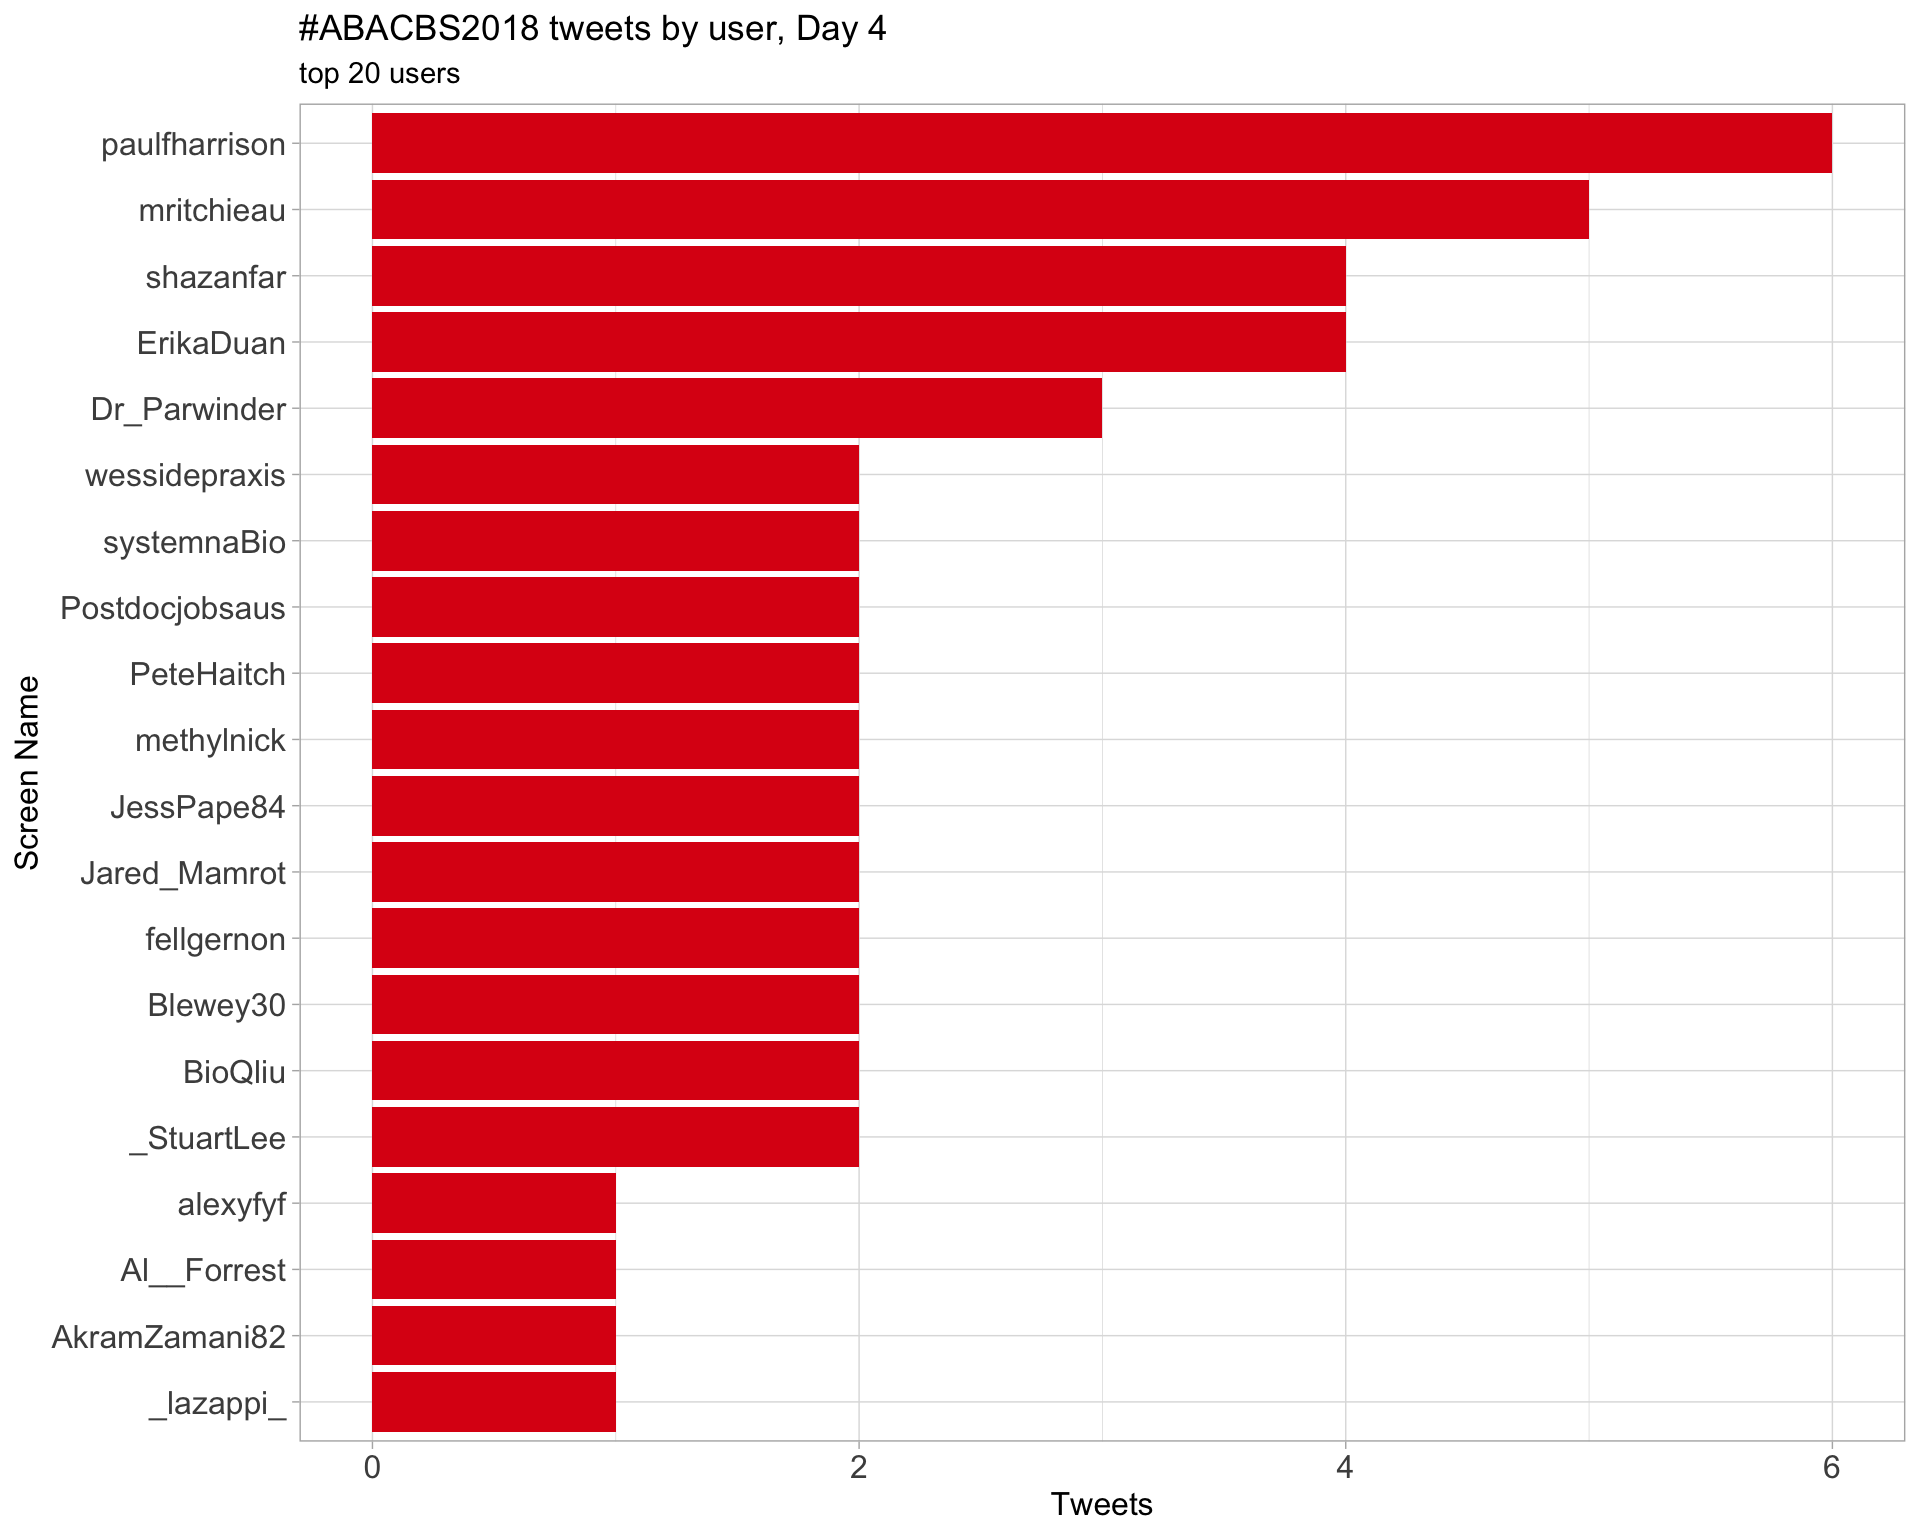 #ABACBS2018 tweets by user, Day 4
top 20 users
Screen Name
paulfharrison
mritchieau
shazanfar
ErikaDuan
Dr_Parwinder
wessidepraxis
systemnaBio
Postdocjobsaus
PeteHaitch
methylnick
JessPape84
Jared_Mamrot
fellgernon
Blewey30
BioQliu
_StuartLee
alexyfyf
Al__Forrest
AkramZamani82
_lazappi_
0 2 4 6
Tweets